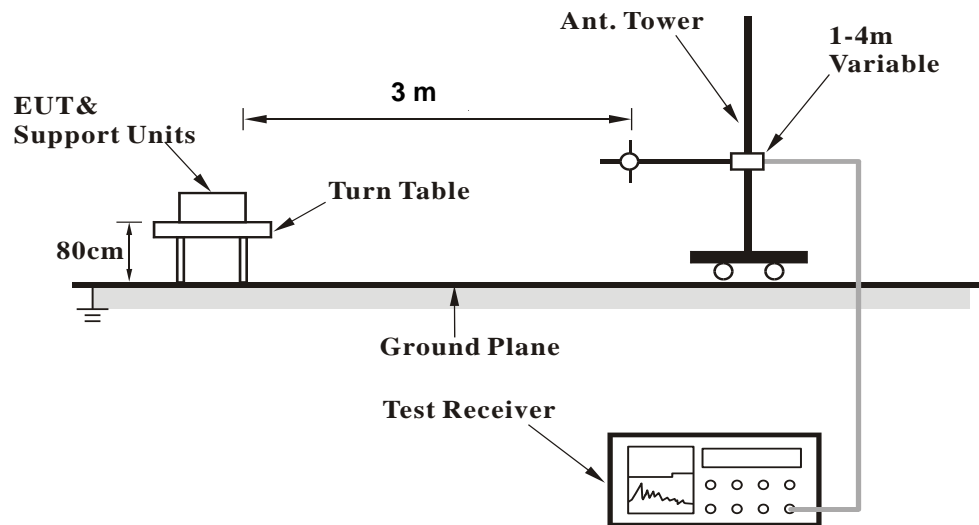 Ant. Tower
1-4m
Variable
3 m
EUT&
Support Units
Turn Table
80cm
Ground Plane
Test Receiver